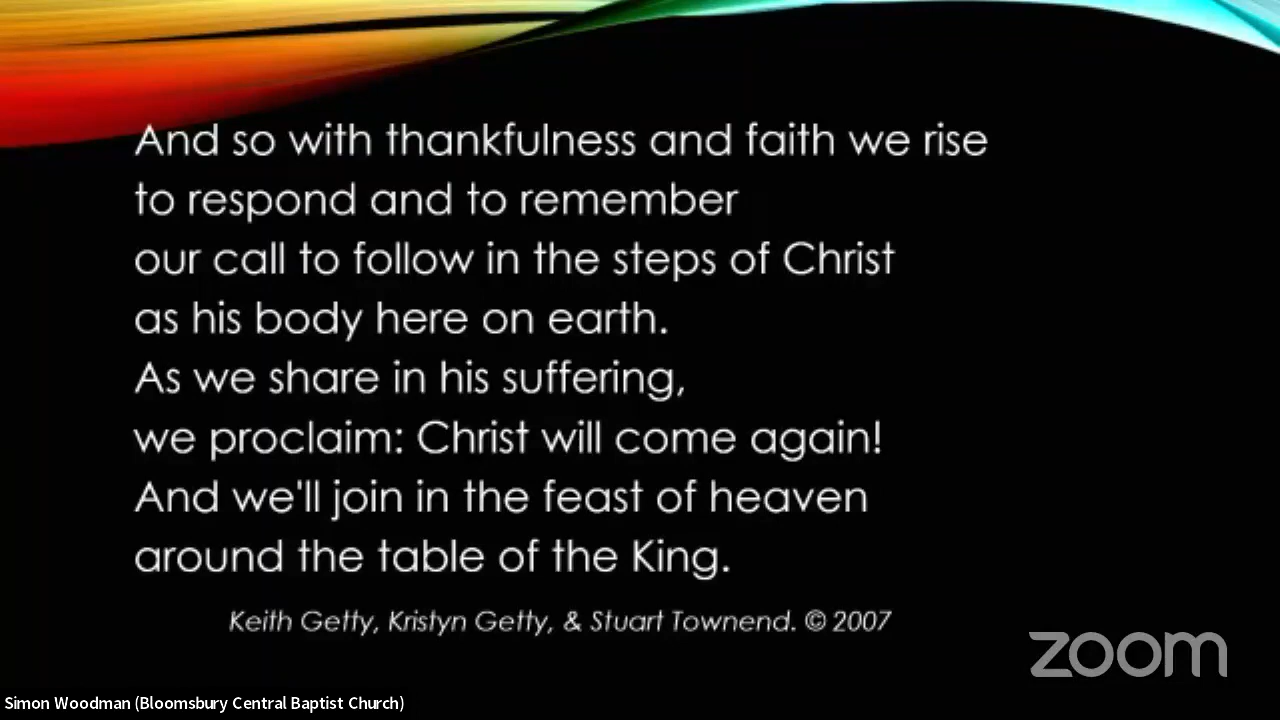 And so with thankfulness and faith we rise
to respond and to remember
our call to follow in the steps of Christ
as his body here on earth.
As we share in his suffering,
we proclaim: Christ will come again!
And we'll join in the feast of heaven
around the table of the King.
Keith Getty, Kristyn Getty, & Stuart Townend. © 2007
zoom
Simon Woodman (Bloomsbury Central Baptist Church)